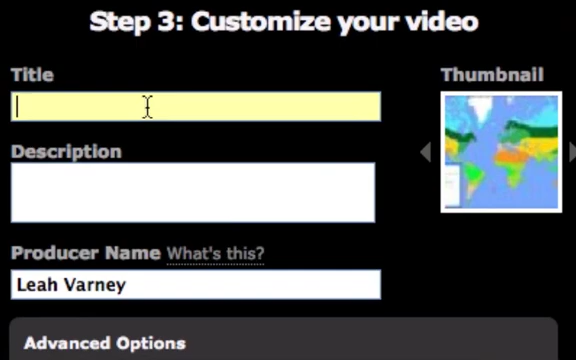 Step 3: Customize your video
Title
Thumbnail
Description
Producer Name What's this?
Leah Varney
Advanced Options